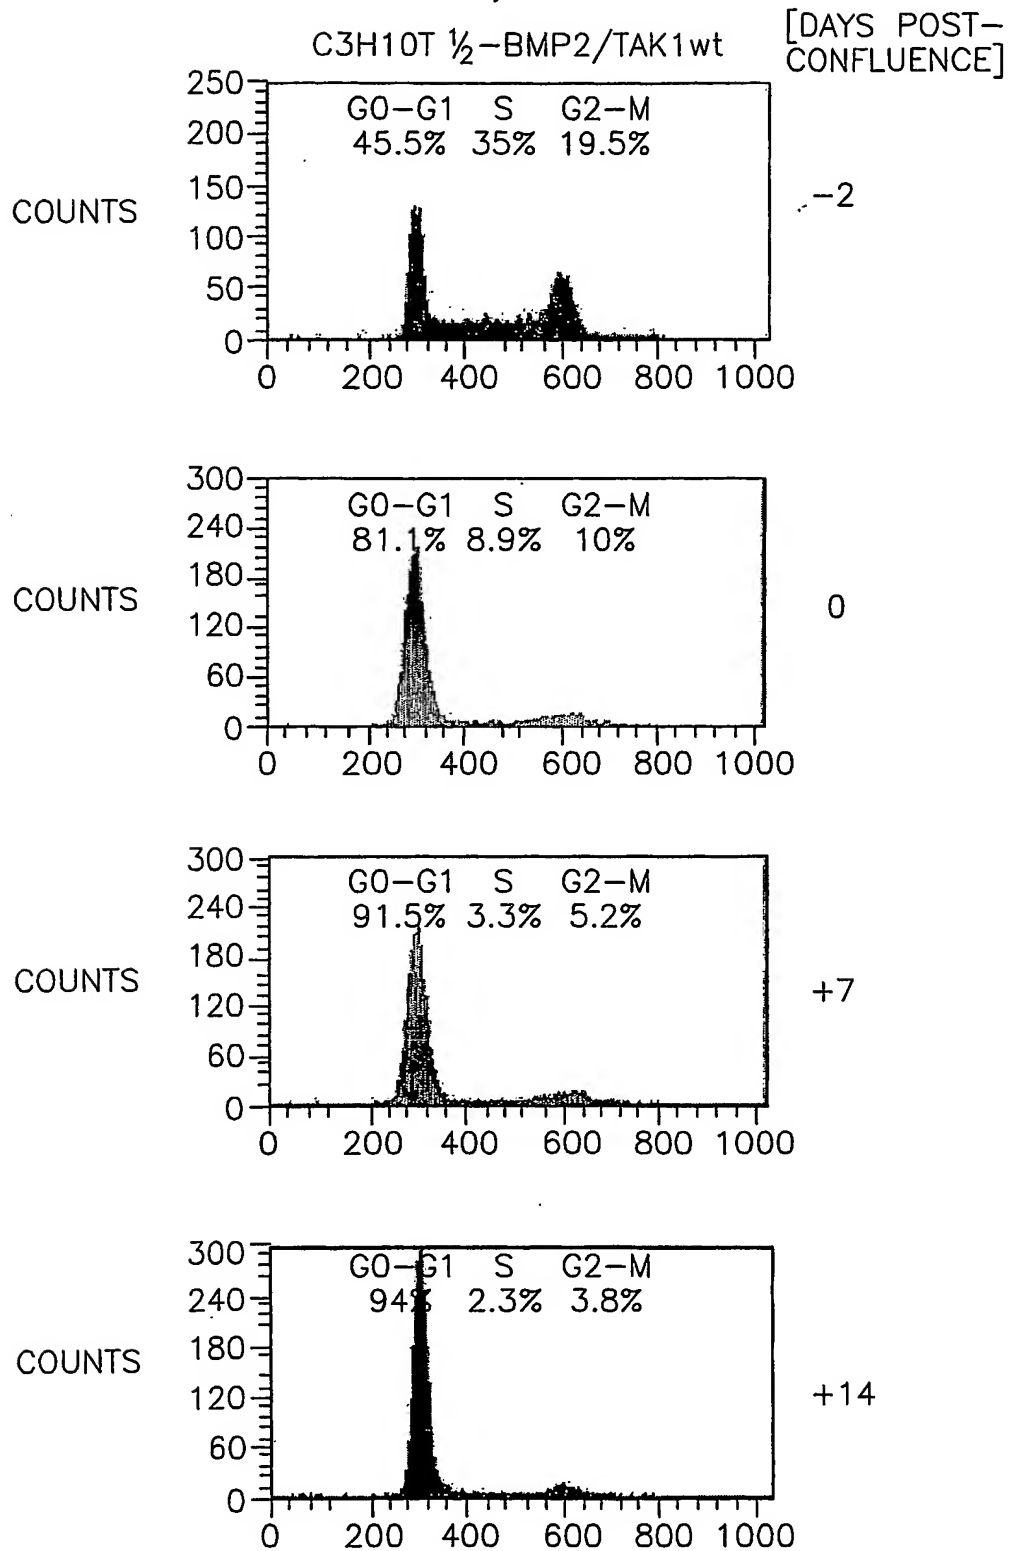 C3H10T ½-BMP2/TAK1wt
[DAYS POST-
CONFLUENCE]
250
G0-G1 S G2-M
200
45.5% 35% 19.5%
150
-2
COUNTS
100
50
0
0 200 400 600 800 1000
300
G0-G1 S G2-M
240
81.1% 8.9% 10%
180
COUNTS
0
120
60
0
0 200 400 600 800 1000
300
G0-G1 S G2-M
240
91.5% 3.3% 5.2%
180
COUNTS
+7
120
60
0
0 200 400 600 800 1000
300
G0-G1 S G2-M
240
94% 2.3% 3.8%
180
COUNTS
+14
120
60
0
0 200 400 600 800 1000